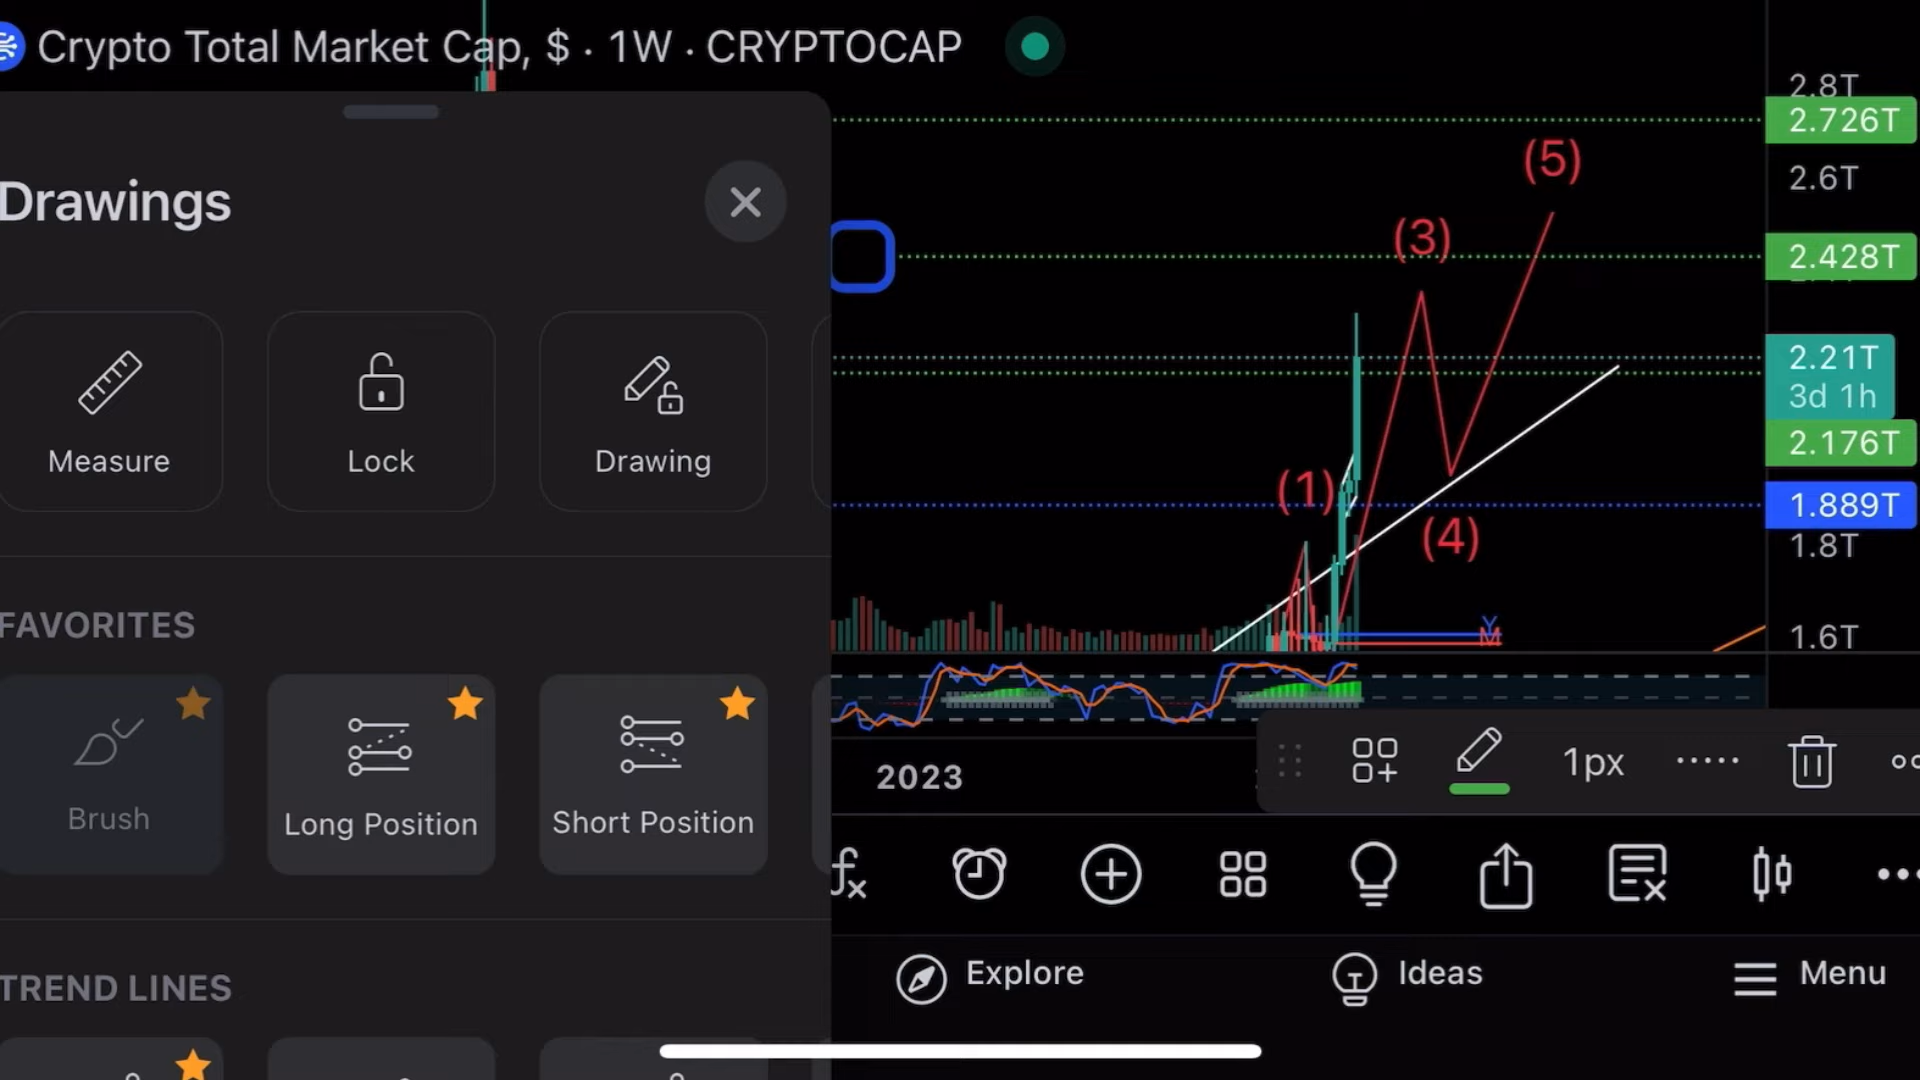 Crypto Total Market Cap, $ · 1W · CRYPTOCAP
2.8T
2.726T
(5)
2.6T
Drawings
(3)
2.428T
2.21T
3d 1h
2.176T
Measure
Lock
Drawing
(1)
1.889T
(4)
1.8T
FAVORITES
Y
M
1.6T
Brush
Long Position
Short Position
2023
1px
fx
Explore
Ideas
Menu
TREND LINES